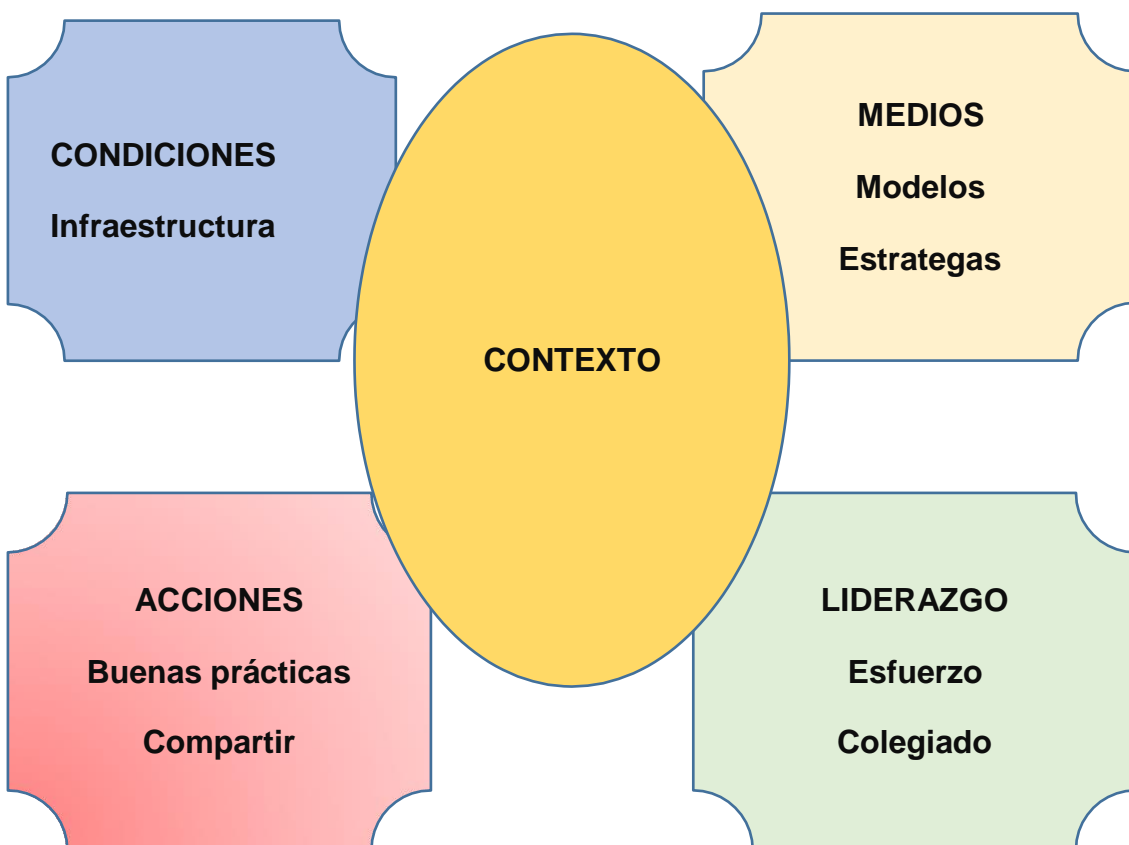 CONDICIONES
Infraestructura
MEDIOS
Modelos
Estrategas
CONTEXTO
ACCIONES
Buenas prácticas
Compartir
LIDERAZGO
Esfuerzo
Colegiado